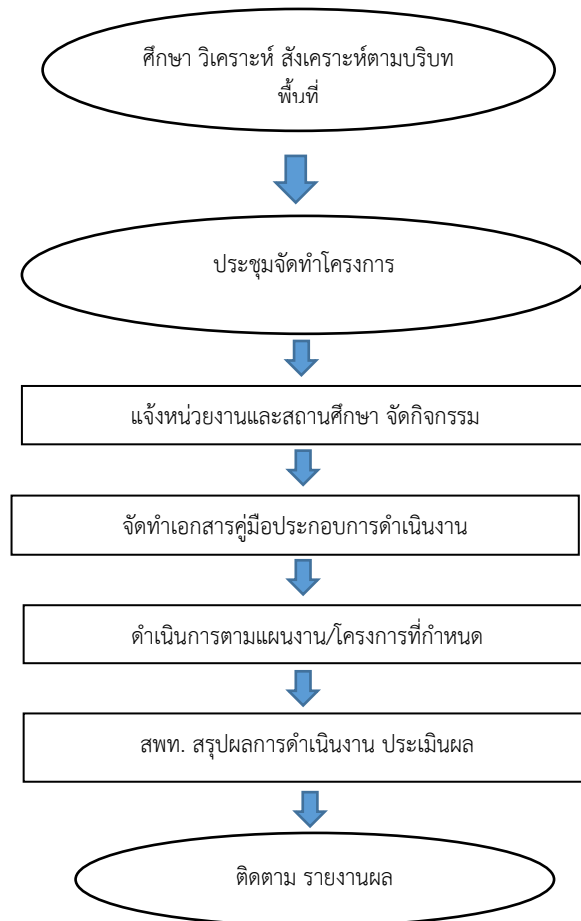 ศึกษา วิเคราะห์ สังเคราะห์ตามบริบท
พื้นที่
ประชุมจัดทำโครงการ
แจ้งหน่วยงานและสถานศึกษา จัดกิจกรรม
จัดทำเอกสารคู่มือประกอบการดำเนินงาน
ดำเนินการตามแผนงาน/โครงการที่กำหนด
สพท. สรุปผลการดำเนินงาน ประเมินผล
ติดตาม รายงานผล